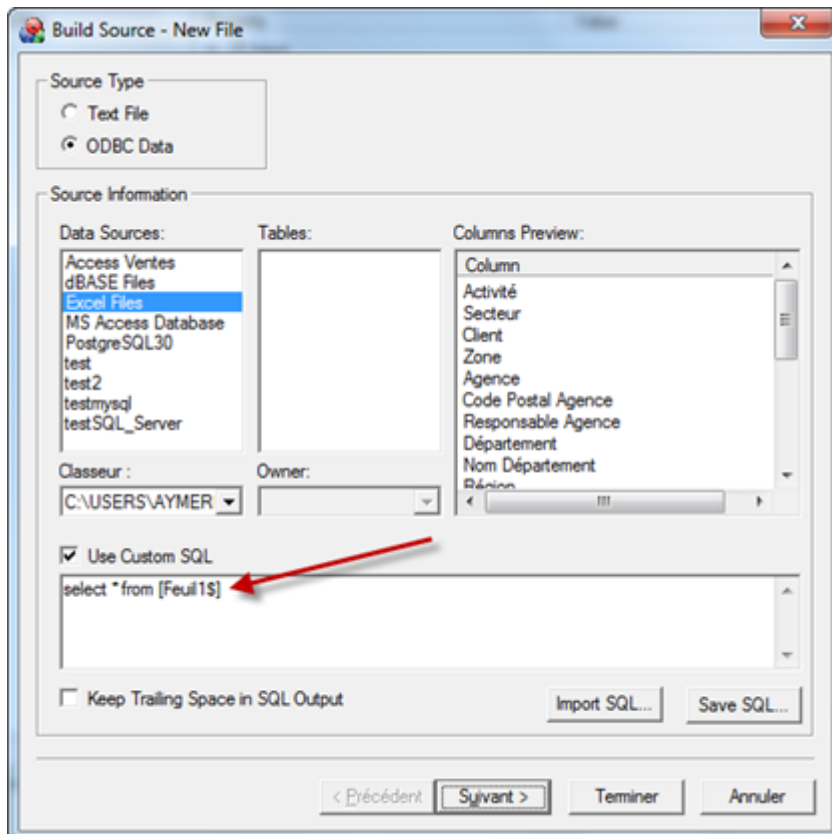 Build Source - New File
Source Type
Text File
ODBC Data
Source Information
Data Sources:
Tables:
Columns Preview:
Access Ventes
dBASE Files
Excel Files
MS Access Database
PostgreSQL30
test
test2
testmysql
testSQL_Server
Column
Activité
Secteur
Client
Zone
Agence
Code Postal Agence
Responsable Agence
Département
Nom Département
Région
Classeur :
Owner:
C:\USERS\AYMER
Use Custom SQL
select * from [Feuil1$]
Keep Trailing Space in SQL Output
Import SQL...
Save SQL...
< Précédent
Suivant >
Terminer
Annuler